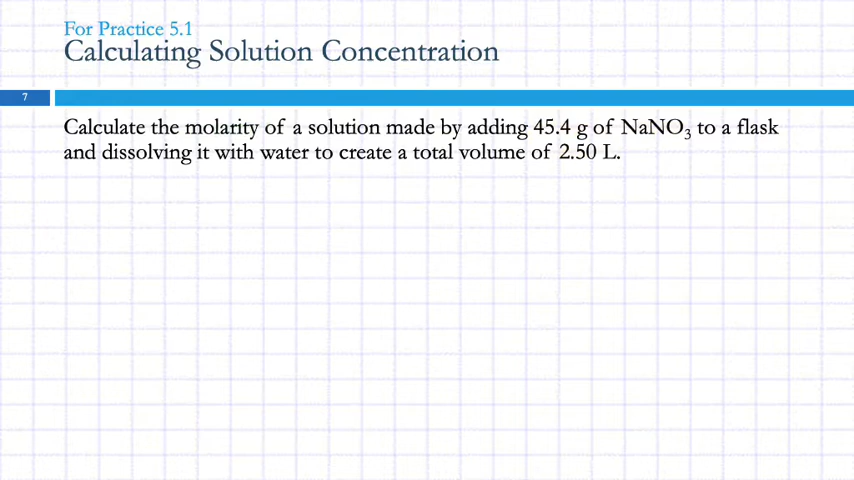 For Practice 5.1
Calculating Solution Concentration
7
Calculate the molarity of a solution made by adding 45.4 g of NaNO₃ to a flask
and dissolving it with water to create a total volume of 2.50 L.